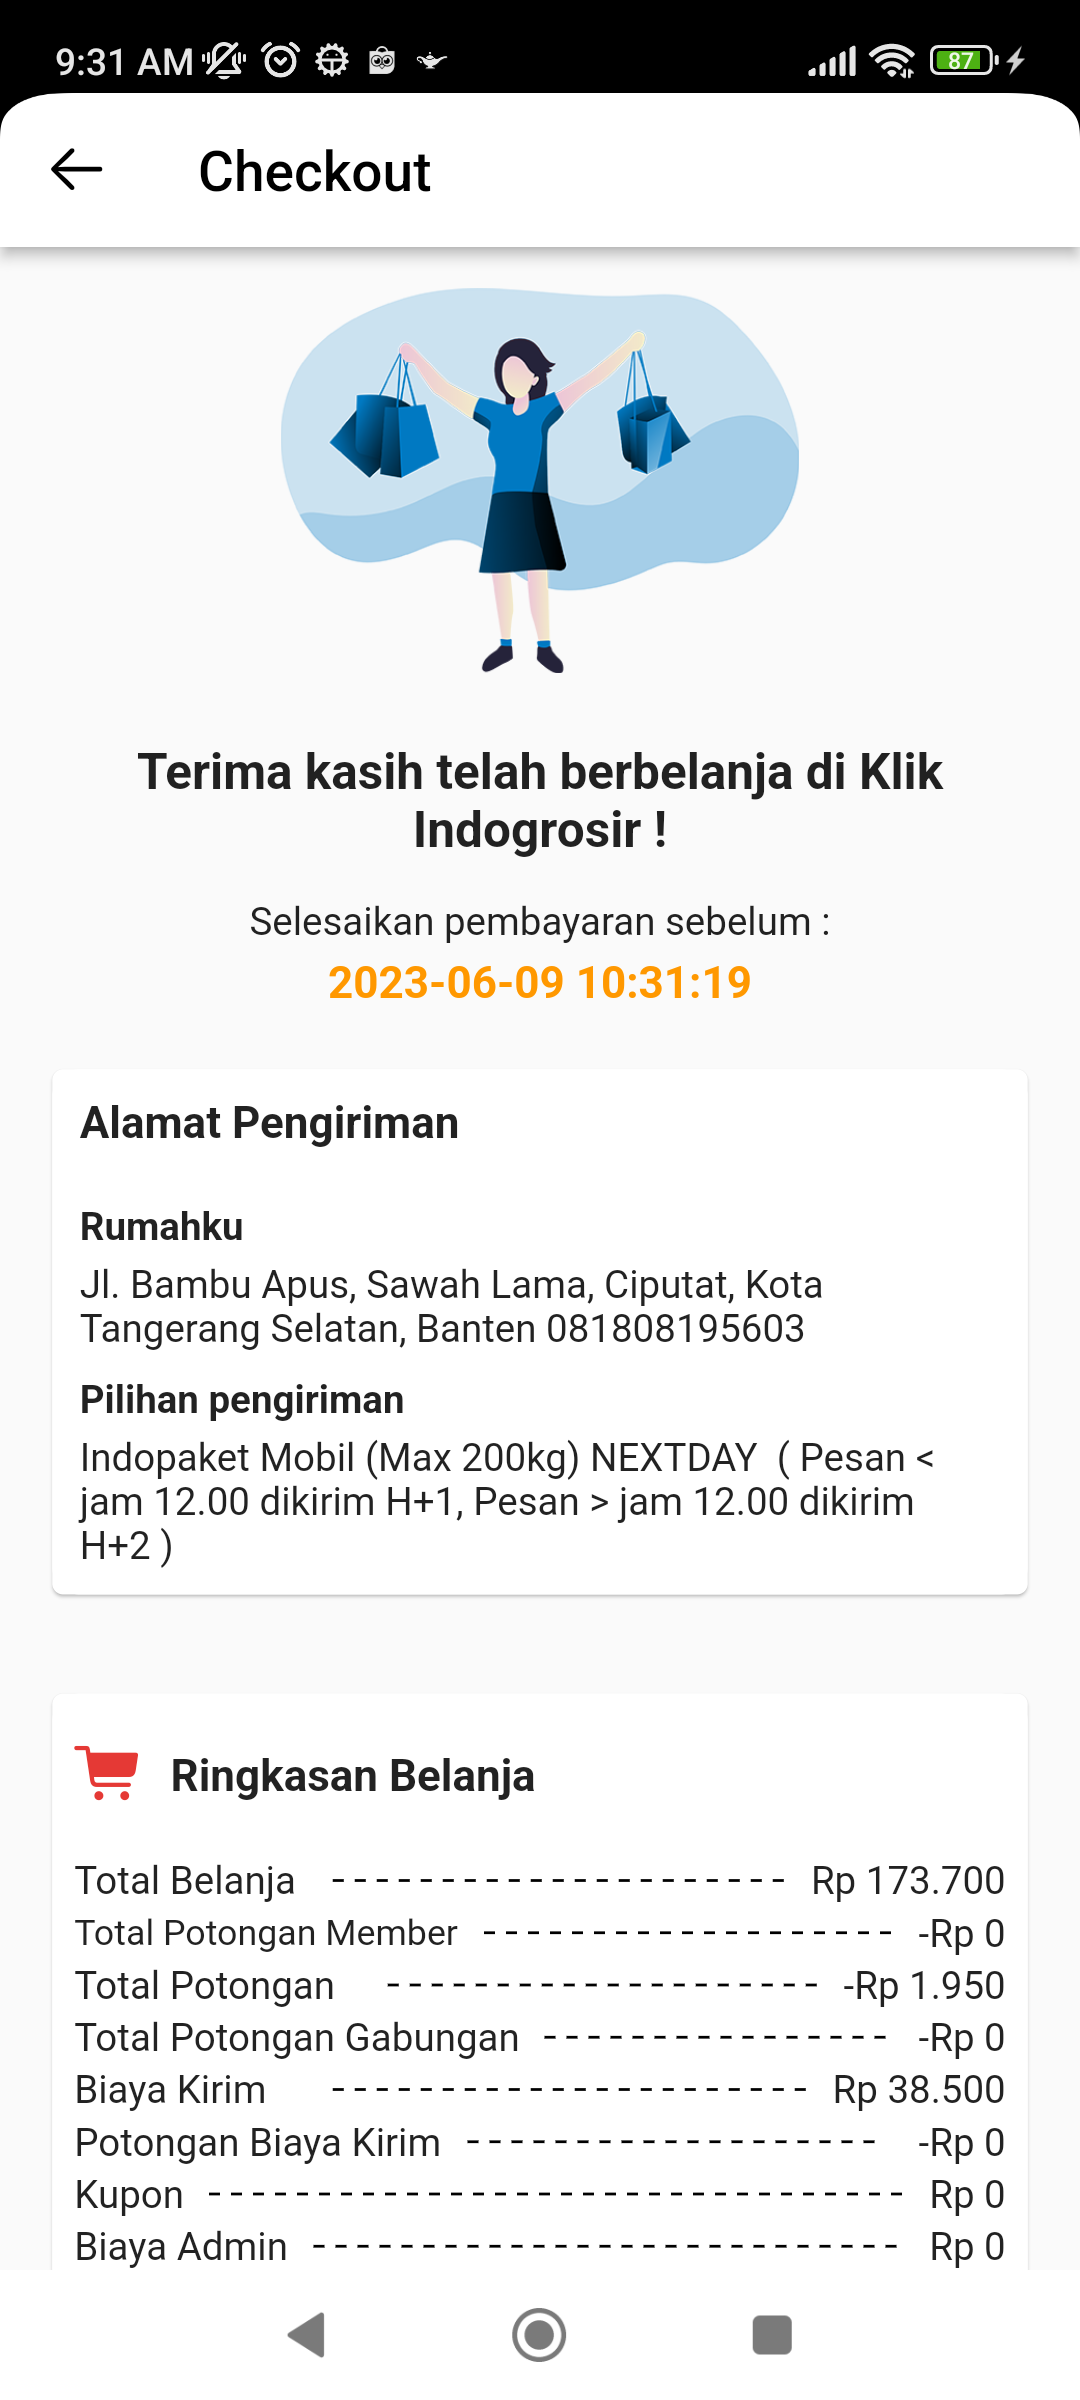 9:31 AM
87
Checkout
Terima kasih telah berbelanja di Klik
Indogrosir !
Selesaikan pembayaran sebelum :
2023-06-09 10:31:19
Alamat Pengiriman
Rumahku
Jl. Bambu Apus, Sawah Lama, Ciputat, Kota
Tangerang Selatan, Banten 081808195603
Pilihan pengiriman
Indopaket Mobil (Max 200kg) NEXTDAY  ( Pesan <
jam 12.00 dikirim H+1, Pesan > jam 12.00 dikirim
H+2 )
Ringkasan Belanja
Total Belanja --------------------- Rp 173.700
Total Potongan Member ------------------- -Rp 0
Total Potongan -------------------- -Rp 1.950
Total Potongan Gabungan ---------------- -Rp 0
Biaya Kirim ---------------------- Rp 38.500
Potongan Biaya Kirim ------------------- -Rp 0
Kupon -------------------------------- Rp 0
Biaya Admin --------------------------- Rp 0